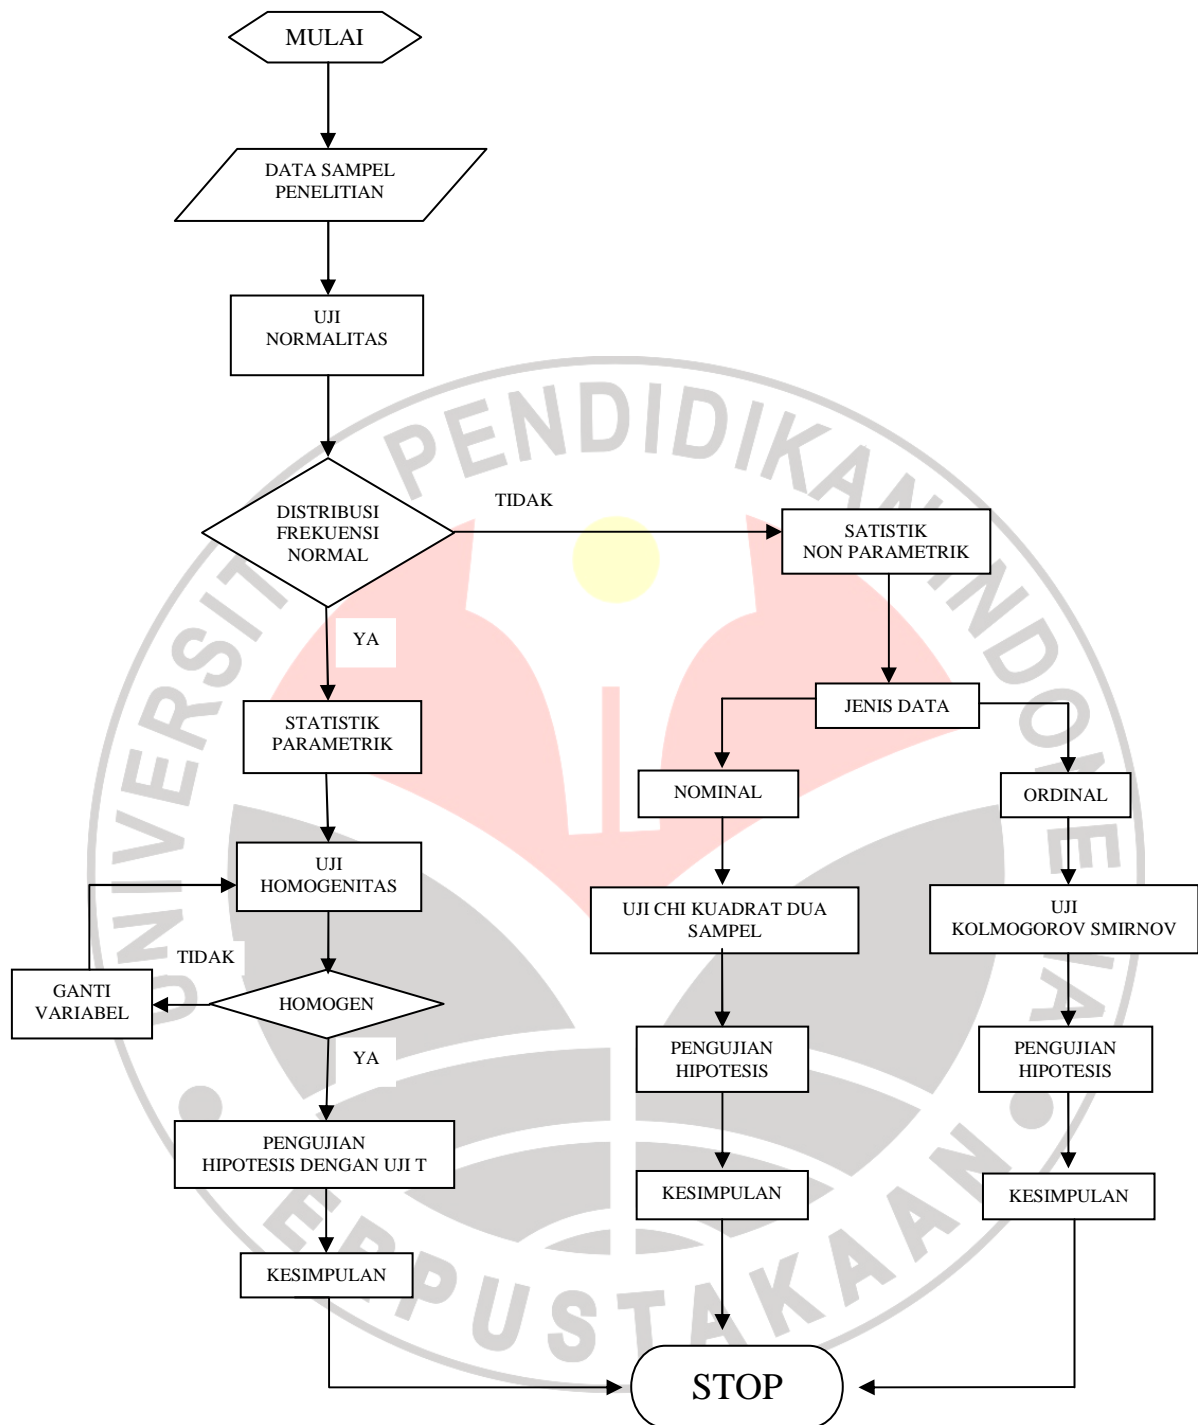 MULAI
DATA SAMPEL
PENELITIAN
UJI
NORMALITAS
DISTRIBUSI
FREKUENSI
NORMAL
TIDAK
SATISTIK
NON PARAMETRIK
YA
STATISTIK
PARAMETRIK
JENIS DATA
NOMINAL
ORDINAL
UJI
HOMOGENITAS
UJI CHI KUADRAT DUA
SAMPEL
UJI
KOLMOGOROV SMIRNOV
TIDAK
GANTI
VARIABEL
HOMOGEN
YA
PENGUJIAN
HIPOTESIS
PENGUJIAN
HIPOTESIS
PENGUJIAN
HIPOTESIS DENGAN UJI T
KESIMPULAN
KESIMPULAN
KESIMPULAN
STOP
PENDIDIKAN INDONESIA